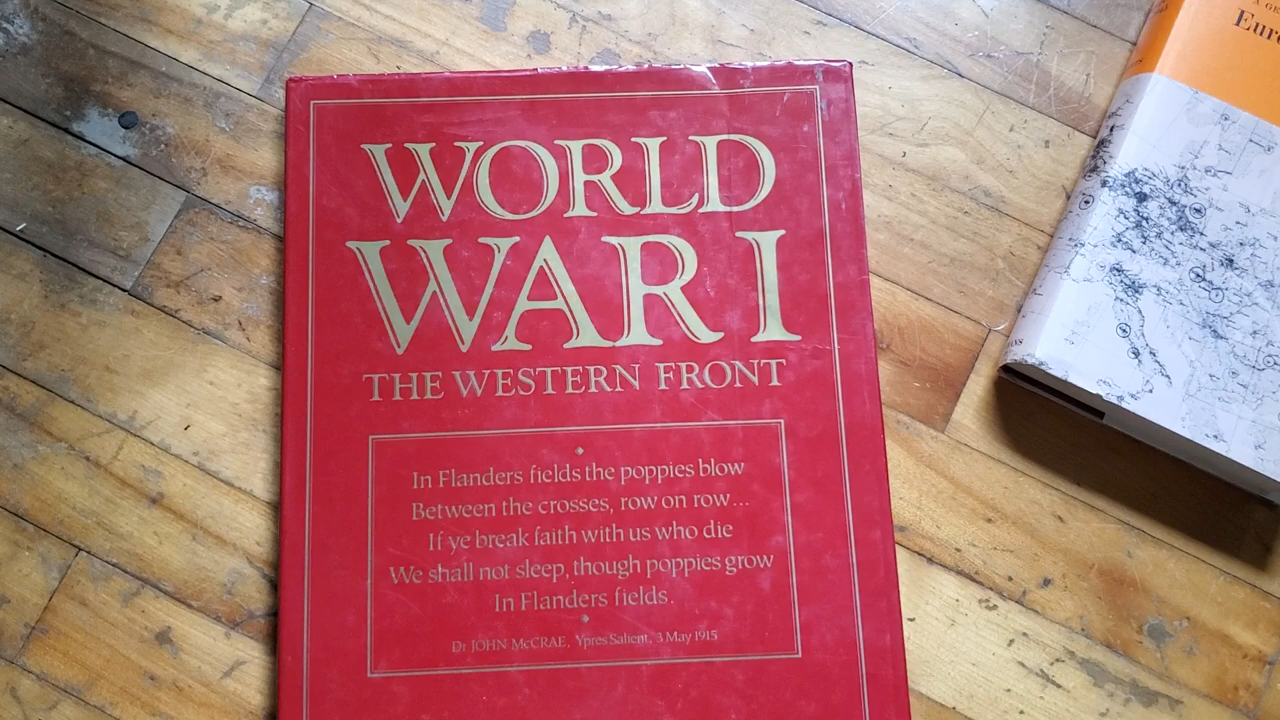 WORLD
WAR I
THE WESTERN FRONT
In Flanders fields the poppies blow
Between the crosses, row on row...
If ye break faith with us who die
We shall not sleep, though poppies grow
In Flanders fields.
Dr JOHN McCRAE, Ypres Salient, 3 May 1915